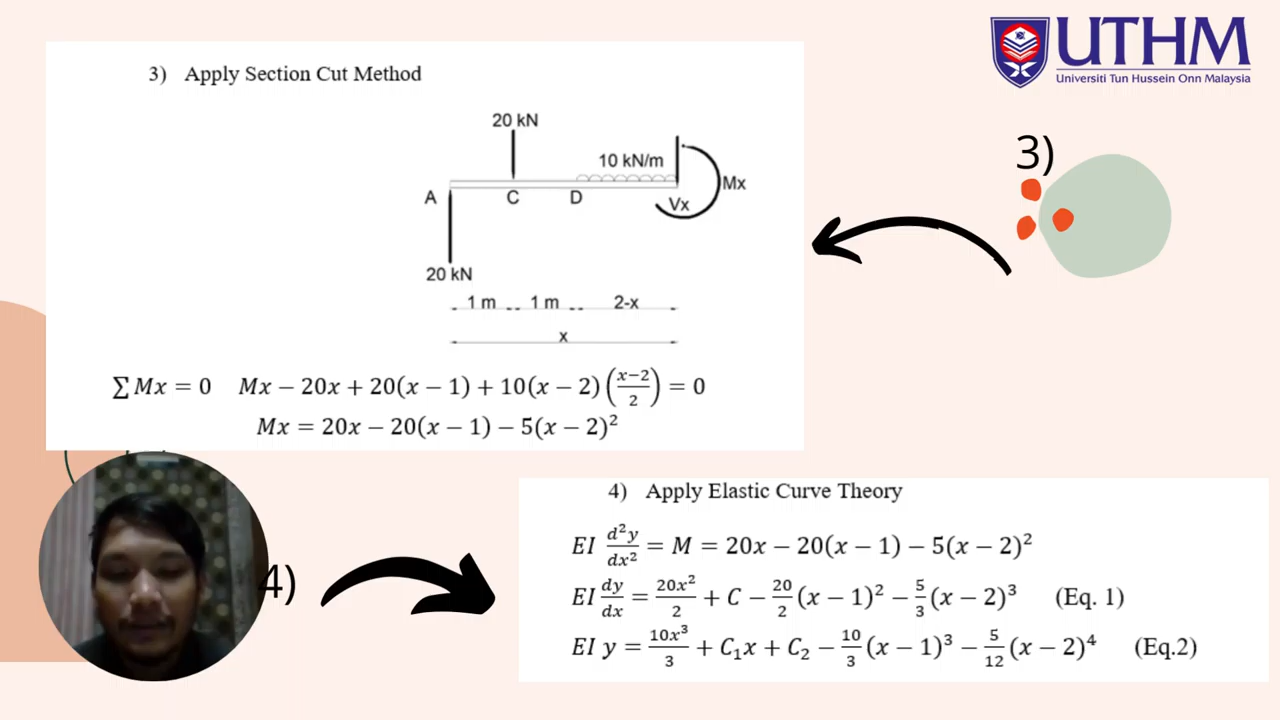 UTHM
Universiti Tun Hussein Onn Malaysia
3)
3) Apply Section Cut Method
20 kN
10 kN/m
A C D Vx Mx
20 kN
1 m 1 m 2-x
x
∑Mx = 0 Mx − 20x + 20(x − 1) + 10(x − 2)((x−2)/2) = 0
Mx = 20x − 20(x − 1) − 5(x − 2)²
4)
4) Apply Elastic Curve Theory
EI d²y/dx² = M = 20x − 20(x − 1) − 5(x − 2)²
EI dy/dx = 20x²/2 + C − 20/2 (x − 1)² − 5/3 (x − 2)³ (Eq. 1)
EI y = 10x³/3 + C₁x + C₂ − 10/3 (x − 1)³ − 5/12 (x − 2)⁴ (Eq.2)